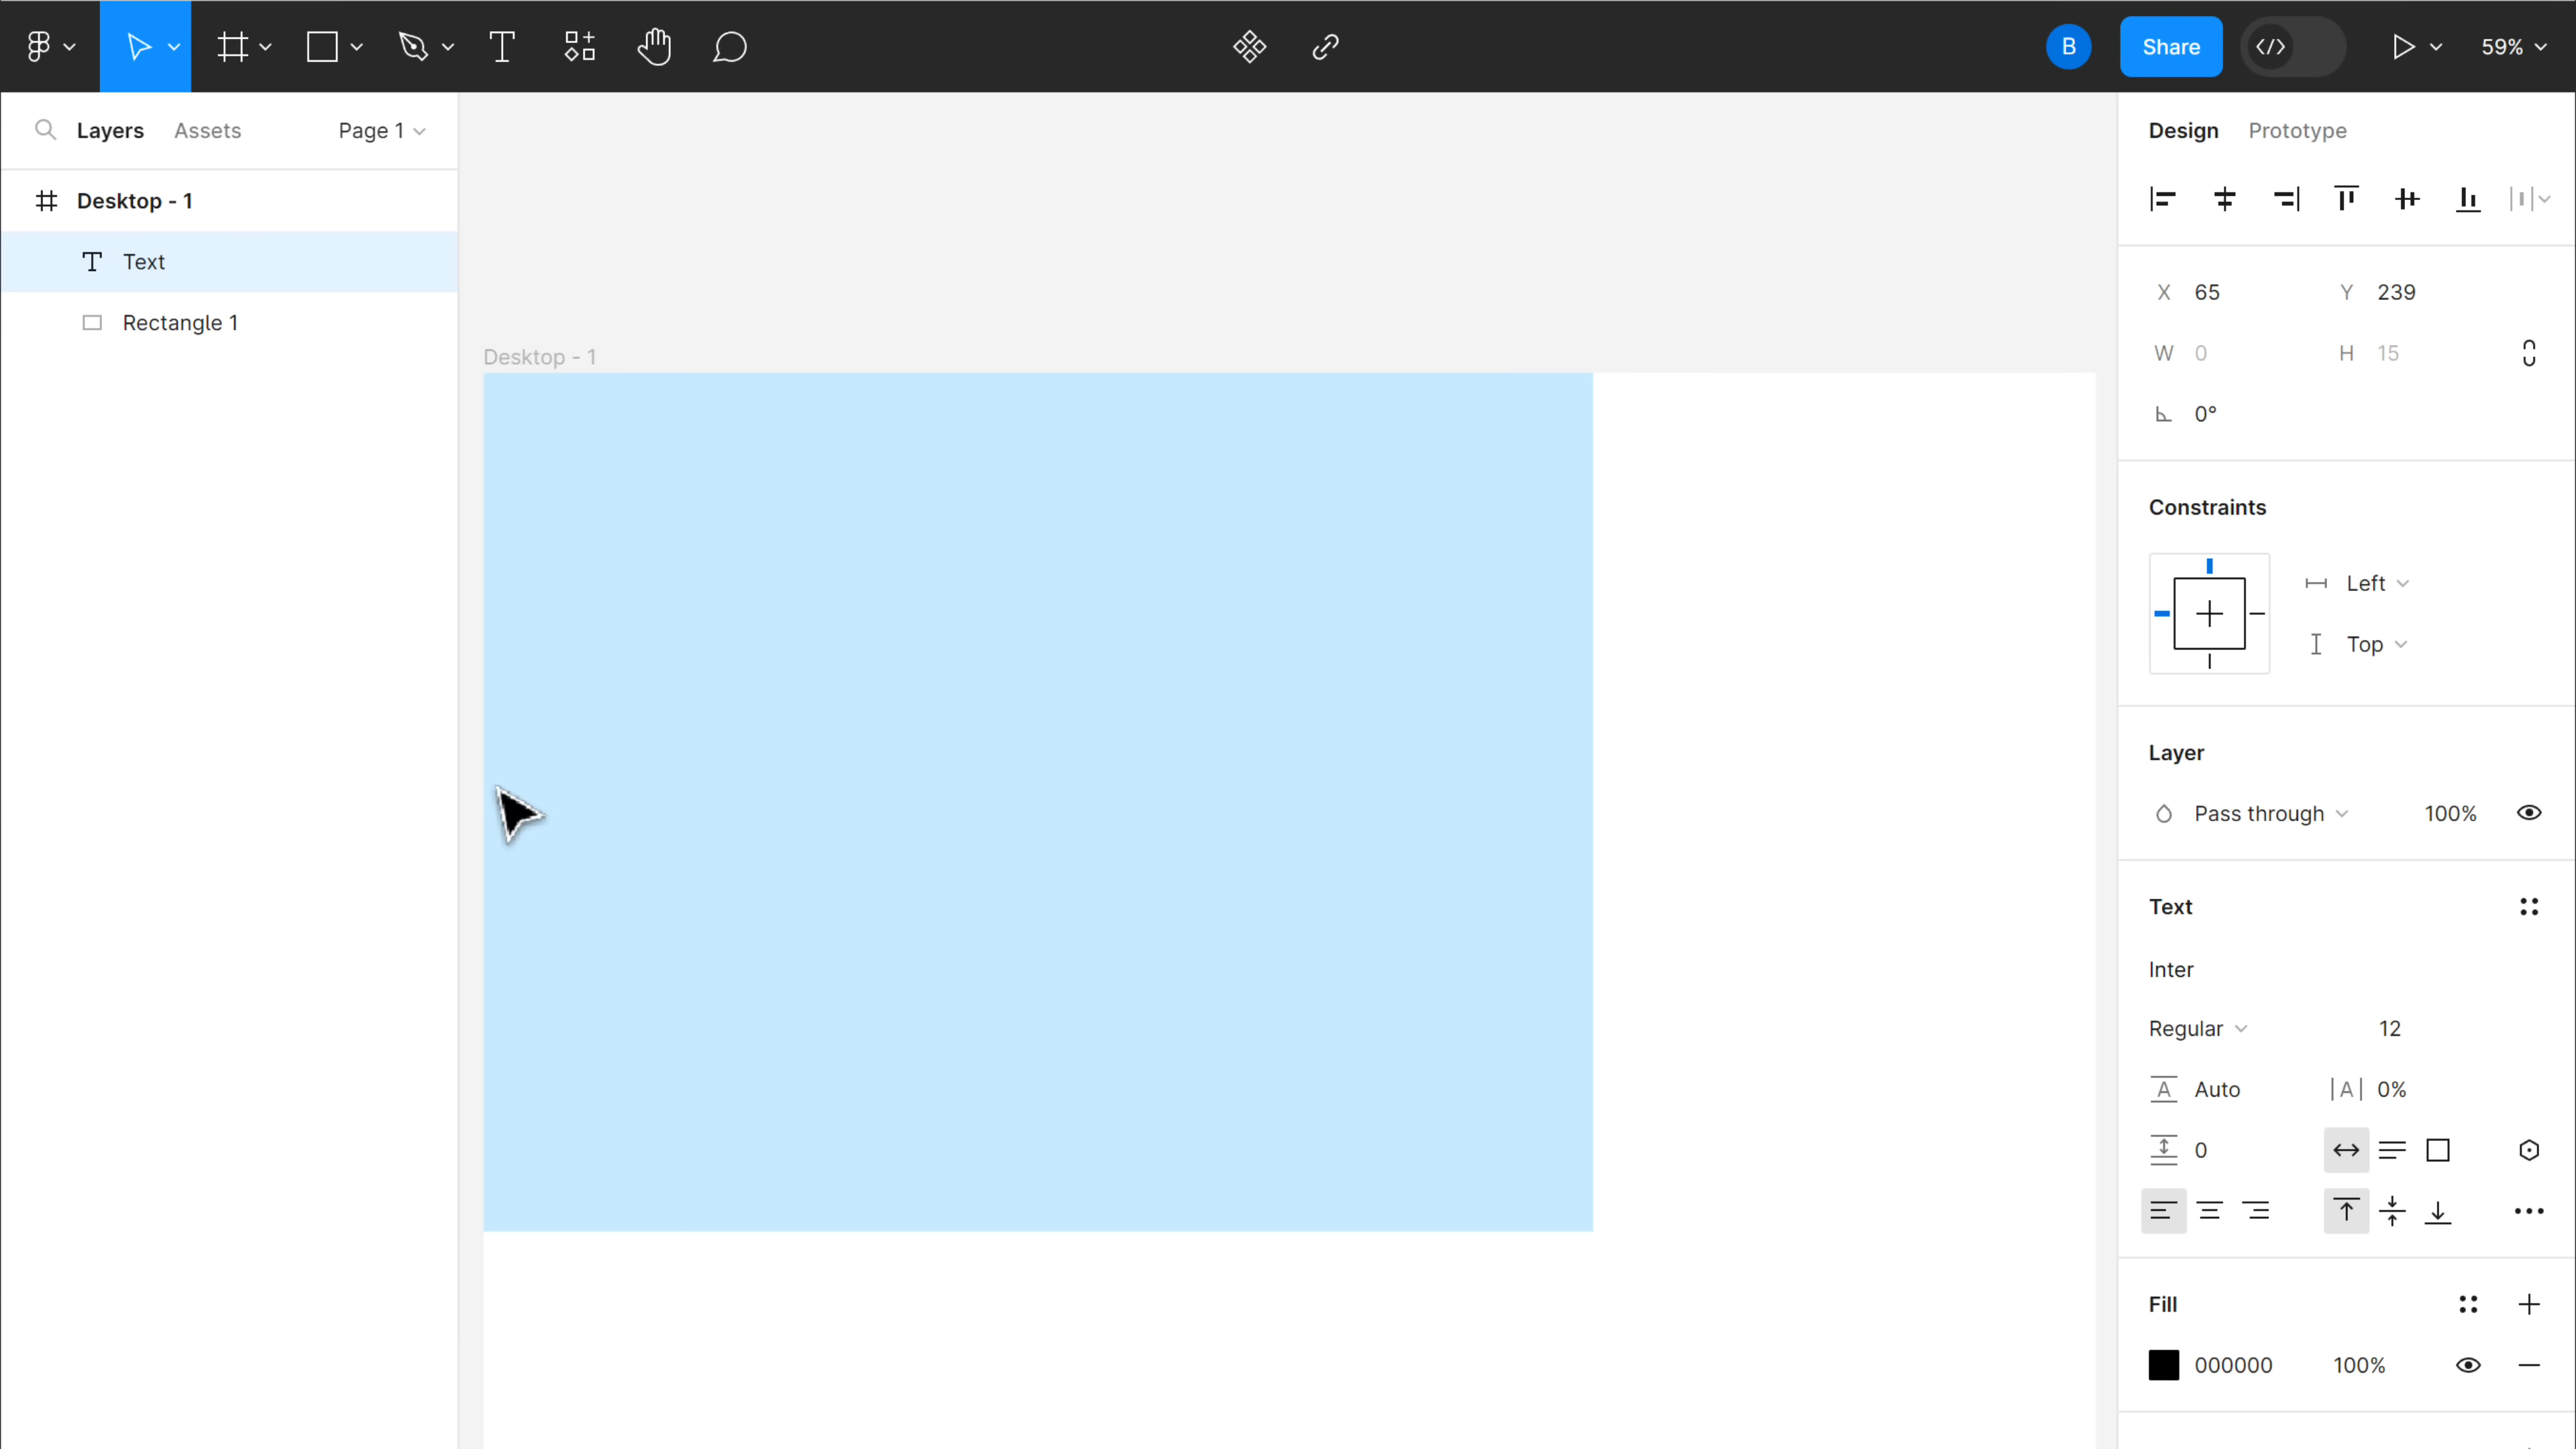 B
Share
59%
Layers
Assets
Page 1
Design
Prototype
Desktop - 1
Text
Rectangle 1
Desktop - 1
X 65
Y 239
W 0
H 15
0°
Constraints
Left
Top
Layer
Pass through
100%
Text
Inter
Regular
12
A Auto
|A| 0%
0
Fill
000000
100%